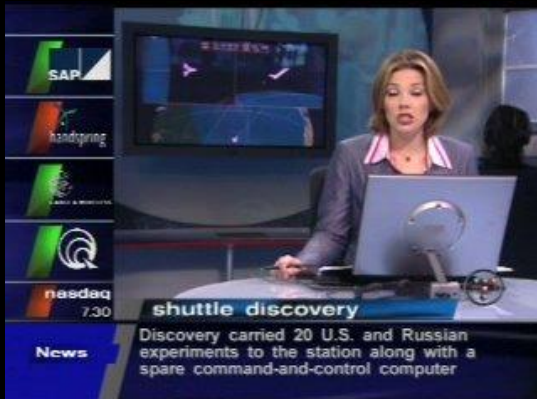 SAP
handspring
nasdaq
7.30
shuttle discovery
News
Discovery carried 20 U.S. and Russian
experiments to the station along with a
spare command-and-control computer